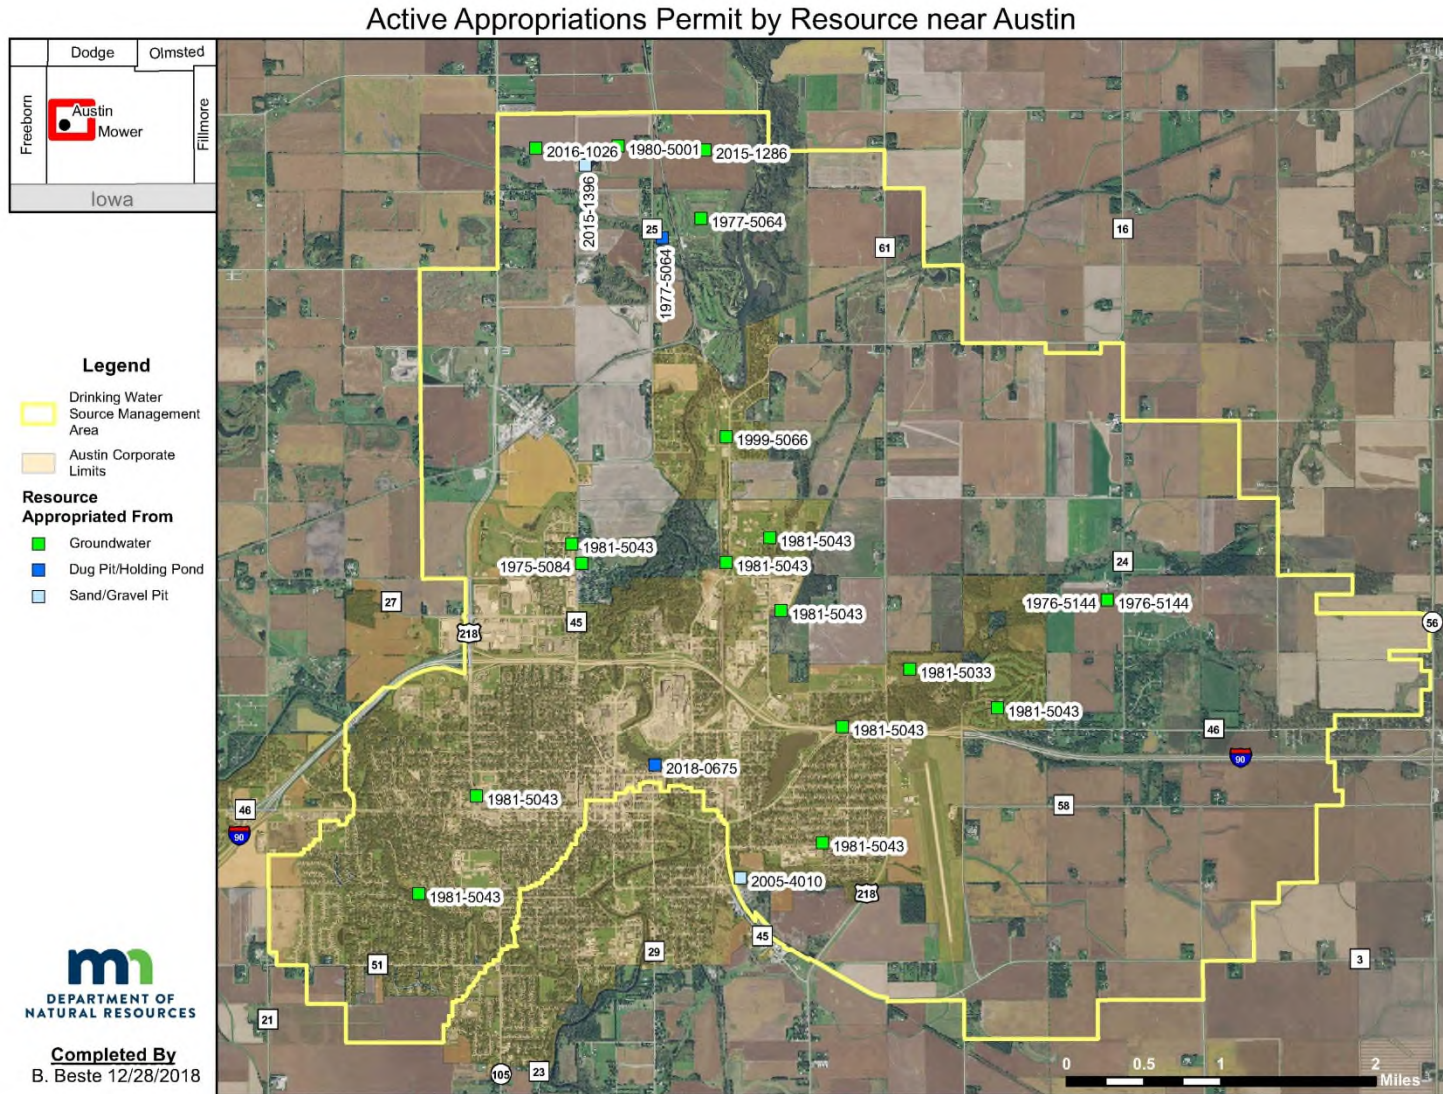 Active Appropriations Permit by Resource near Austin
Dodge
Olmsted
Freeborn
Austin
Mower
Fillmore
Iowa
Legend
Drinking Water
Source Management
Area
Austin Corporate
Limits
Resource
Appropriated From
Groundwater
Dug Pit/Holding Pond
Sand/Gravel Pit
mn
DEPARTMENT OF
NATURAL RESOURCES
Completed By
B. Beste 12/28/2018
2016-1026
1980-5001
2015-1286
2015-1396
1977-5064
25
1977-5064
61
16
1999-5066
1981-5043
1975-5084
1981-5043
1981-5043
24
1976-5144
1976-5144
27
218
45
1981-5043
56
1981-5033
1981-5043
1981-5043
46
90
2018-0675
1981-5043
46
90
58
1981-5043
2005-4010
218
1981-5043
45
29
51
3
21
105
23
0
0.5
1
2
Miles